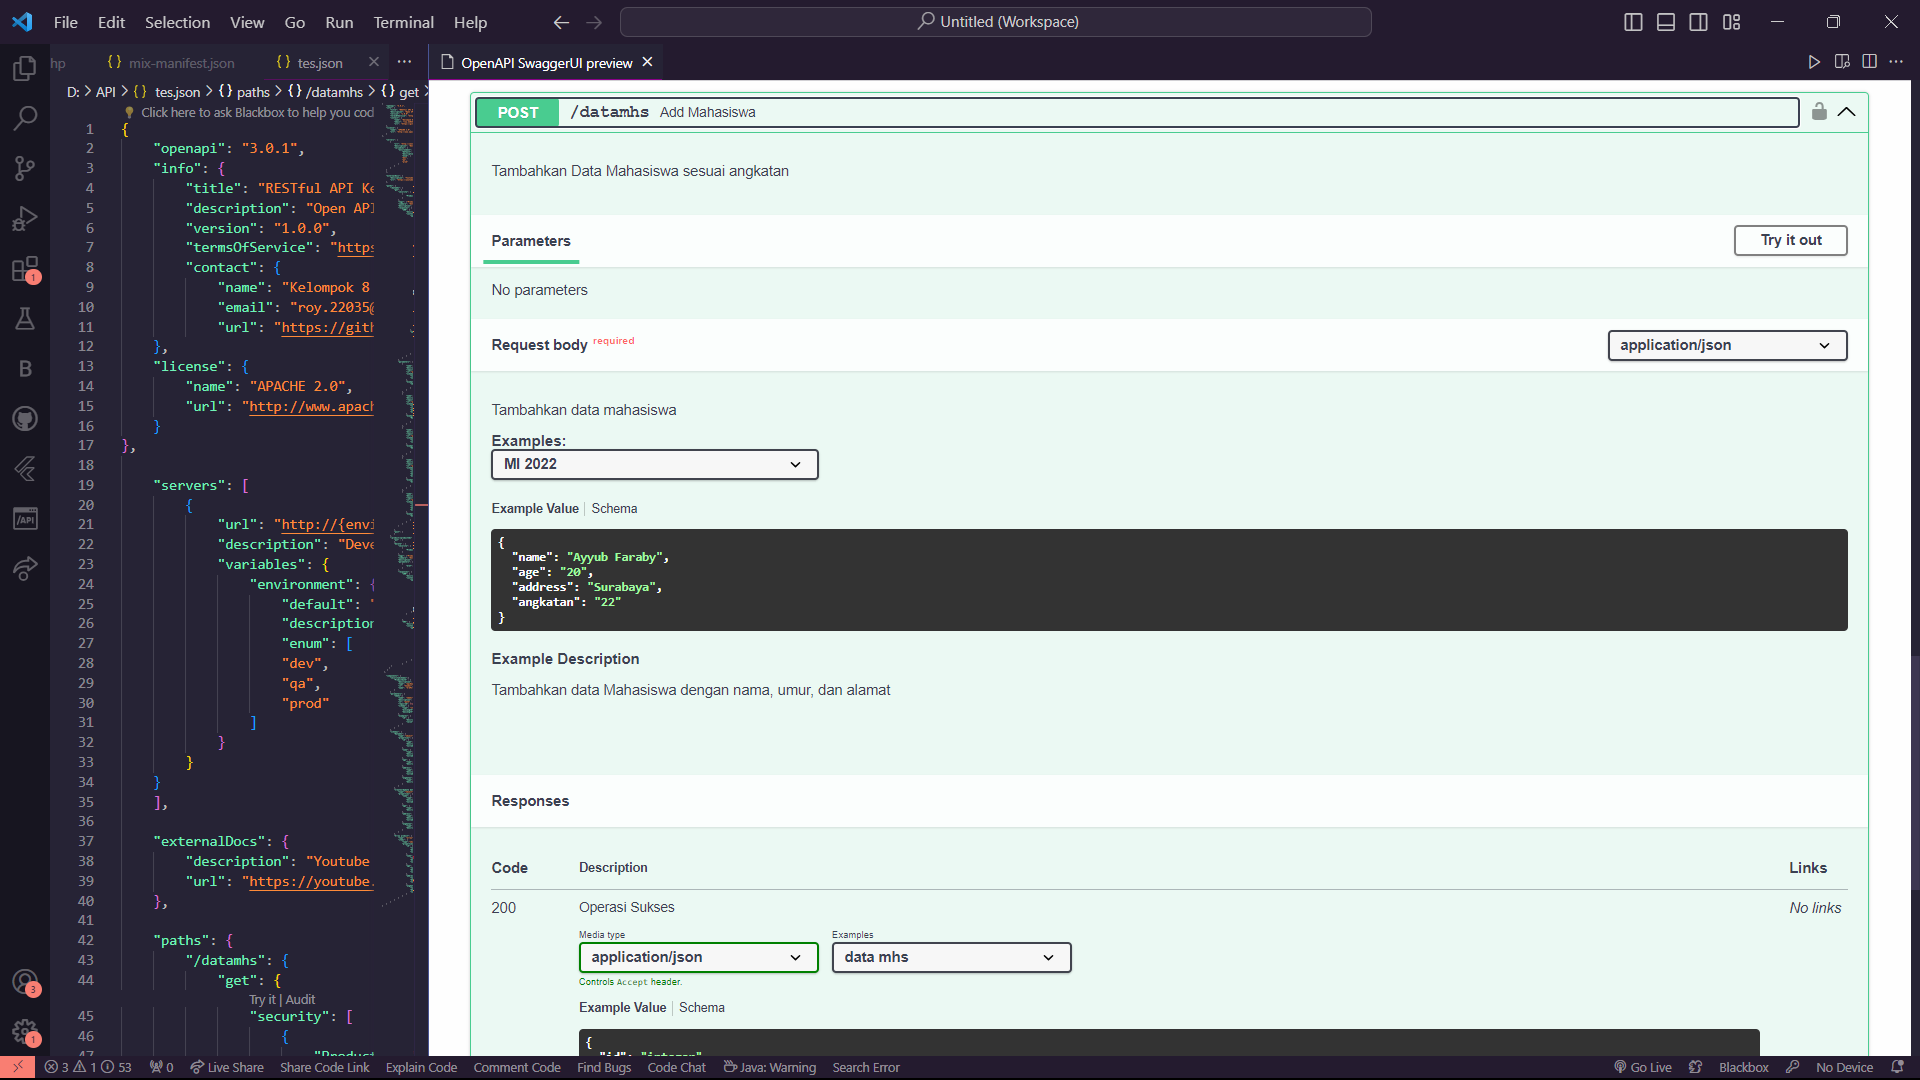 File Edit Selection View Go Run Terminal Help
Untitled (Workspace)
hp
{} mix-manifest.json
{} tes.json
OpenAPI SwaggerUI preview
D: > API > {} tes.json > {} paths > {} /datamhs > {} get >
Click here to ask Blackbox to help you cod
1 {
2 "openapi": "3.0.1",
3 "info": {
4 "title": "RESTful API Ke
5 "description": "Open API
6 "version": "1.0.0",
7 "termsOfService": "https
8 "contact": {
9 "name": "Kelompok 8
10 "email": "roy.22035@
11 "url": "https://gith
12 },
13 "license": {
14 "name": "APACHE 2.0",
15 "url": "http://www.apach
16 }
17 },
18
19 "servers": [
20 {
21 "url": "http://{envi
22 "description": "Deve
23 "variables": {
24 "environment": {
25 "default": "
26 "description
27 "enum": [
28 "dev",
29 "qa",
30 "prod"
31 ]
32 }
33 }
34 }
35 ],
36
37 "externalDocs": {
38 "description": "Youtube
39 "url": "https://youtube.
40 },
41
42 "paths": {
43 "/datamhs": {
44 "get": {
Try it | Audit
45 "security": [
46 {
47 "Product
POST /datamhs Add Mahasiswa
Tambahkan Data Mahasiswa sesuai angkatan
Parameters
Try it out
No parameters
Request body required
application/json
Tambahkan data mahasiswa
Examples:
MI 2022
Example Value | Schema
{
"name": "Ayyub Faraby",
"age": "20",
"address": "Surabaya",
"angkatan": "22"
}
Example Description
Tambahkan data Mahasiswa dengan nama, umur, dan alamat
Responses
Code Description Links
200 Operasi Sukses No links
Media type
application/json
Examples
data mhs
Controls Accept header.
Example Value | Schema
{
"id": "integer"
B
/API
1
3
1
3 1 53 0 Live Share Share Code Link Explain Code Comment Code Find Bugs Code Chat Java: Warning Search Error Go Live Blackbox No Device